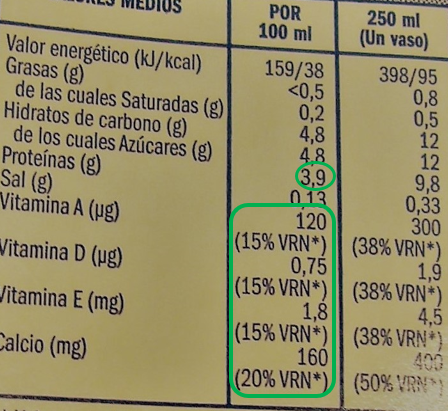 MEDIOS
POR 250 ml
100 ml (Un vaso)
Valor energético (kJ/kcal) 159/38 398/95
Grasas (g) <0,5 0,8
de las cuales Saturadas (g) 0,2 0,5
Hidratos de carbono (g) 4,8 12
de los cuales Azúcares (g) 4,8 12
Proteínas (g) 3,9 9,8
Sal (g) 0,13 0,33
Vitamina A (µg) 120 300
(15% VRN*) (38% VRN*)
Vitamina D (µg) 0,75 1,9
(15% VRN*) (38% VRN*)
Vitamina E (mg) 1,8 4,5
(15% VRN*) (38% VRN*)
Calcio (mg) 160 400
(20% VRN*) (50% VRN*)